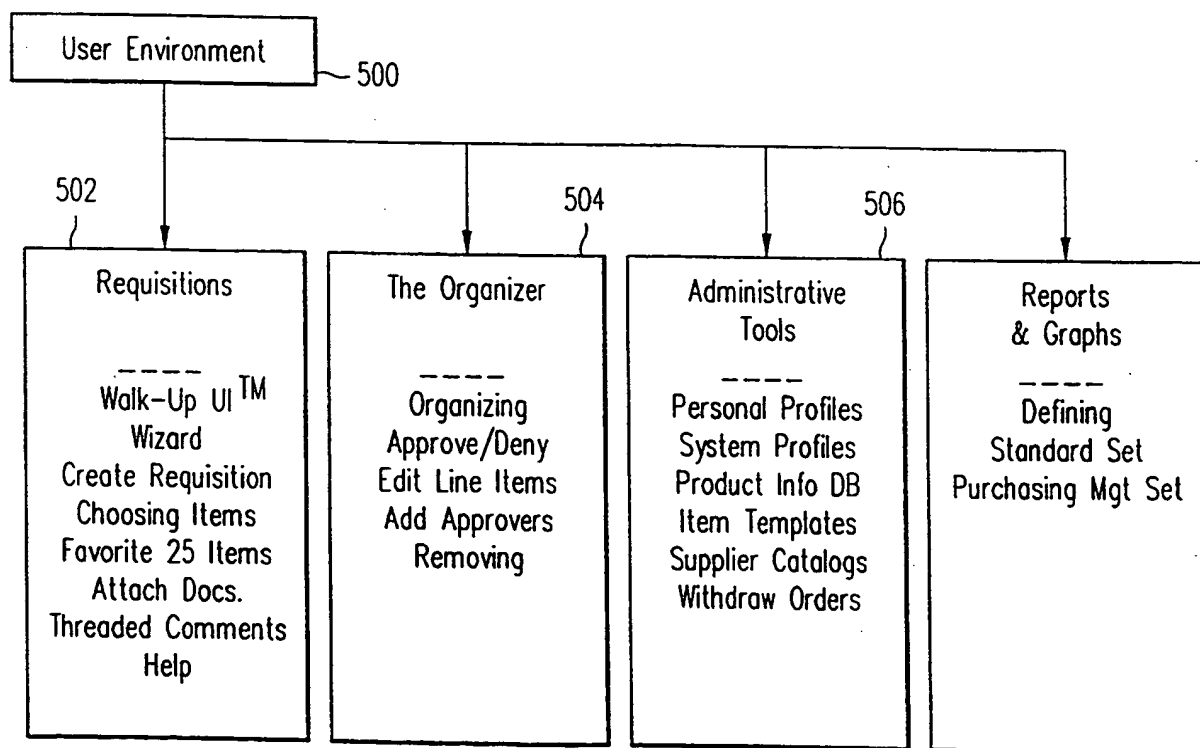 User Environment
500
502
Requisitions
Walk-Up UI™
Wizard
Create Requisition
Choosing Items
Favorite 25 Items
Attach Docs.
Threaded Comments
Help
504
The Organizer
Organizing
Approve/Deny
Edit Line Items
Add Approvers
Removing
506
Administrative
Tools
Personal Profiles
System Profiles
Product Info DB
Item Templates
Supplier Catalogs
Withdraw Orders
Reports
& Graphs
Defining
Standard Set
Purchasing Mgt Set